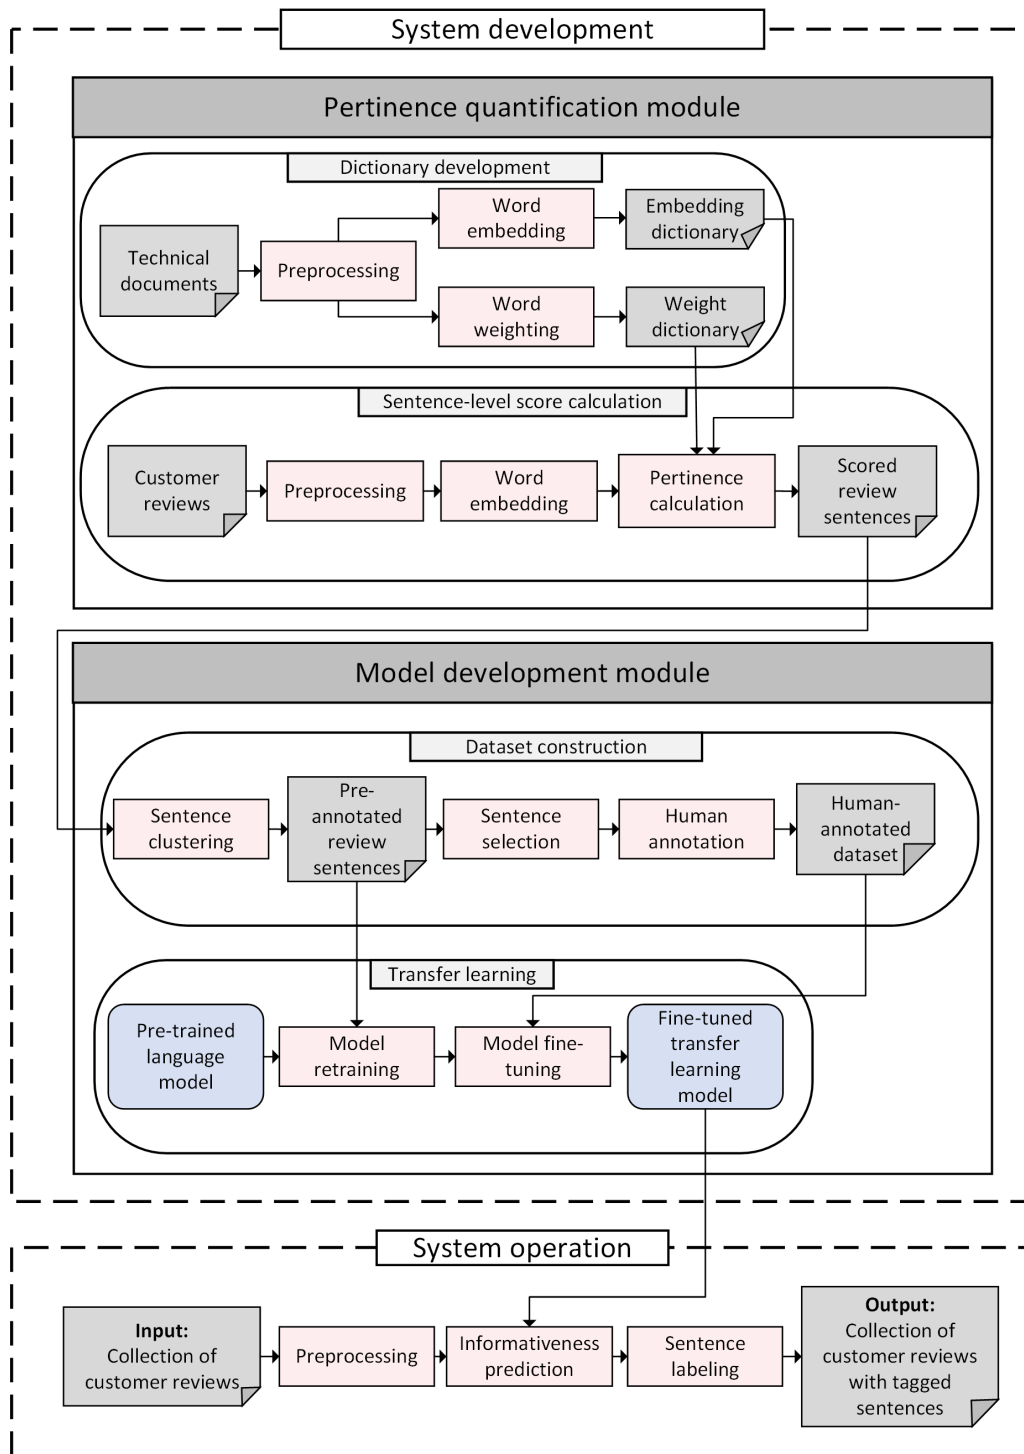 System development
Pertinence quantification module
Dictionary development
Technical
documents
Preprocessing
Word
embedding
Embedding
dictionary
Word
weighting
Weight
dictionary
Sentence-level score calculation
Customer
reviews
Preprocessing
Word
embedding
Pertinence
calculation
Scored
review
sentences
Model development module
Dataset construction
Sentence
clustering
Pre-
annotated
review
sentences
Sentence
selection
Human
annotation
Human-
annotated
dataset
Transfer learning
Pre-trained
language
model
Model
retraining
Model fine-
tuning
Fine-tuned
transfer
learning
model
System operation
Input:
Collection of
customer reviews
Preprocessing
Informativeness
prediction
Sentence
labeling
Output:
Collection of
customer reviews
with tagged
sentences